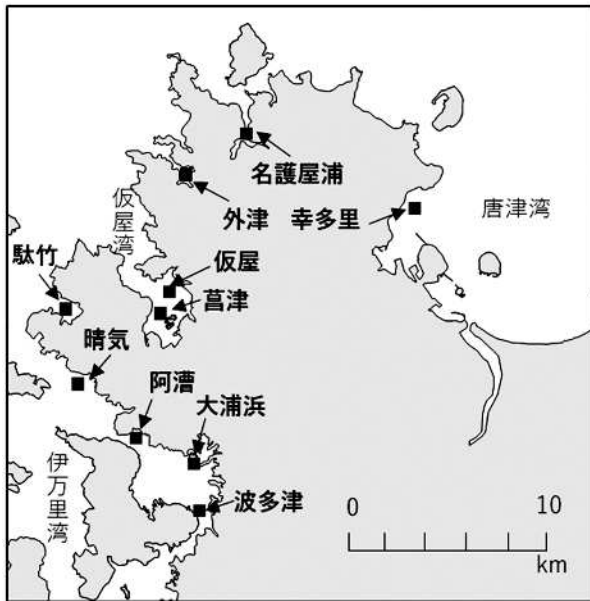 名護屋浦
外津
幸多里
唐津湾
仮屋湾
仮屋
駄竹
菖津
晴気
阿漕
大浦浜
伊万里湾
波多津
0 10
km